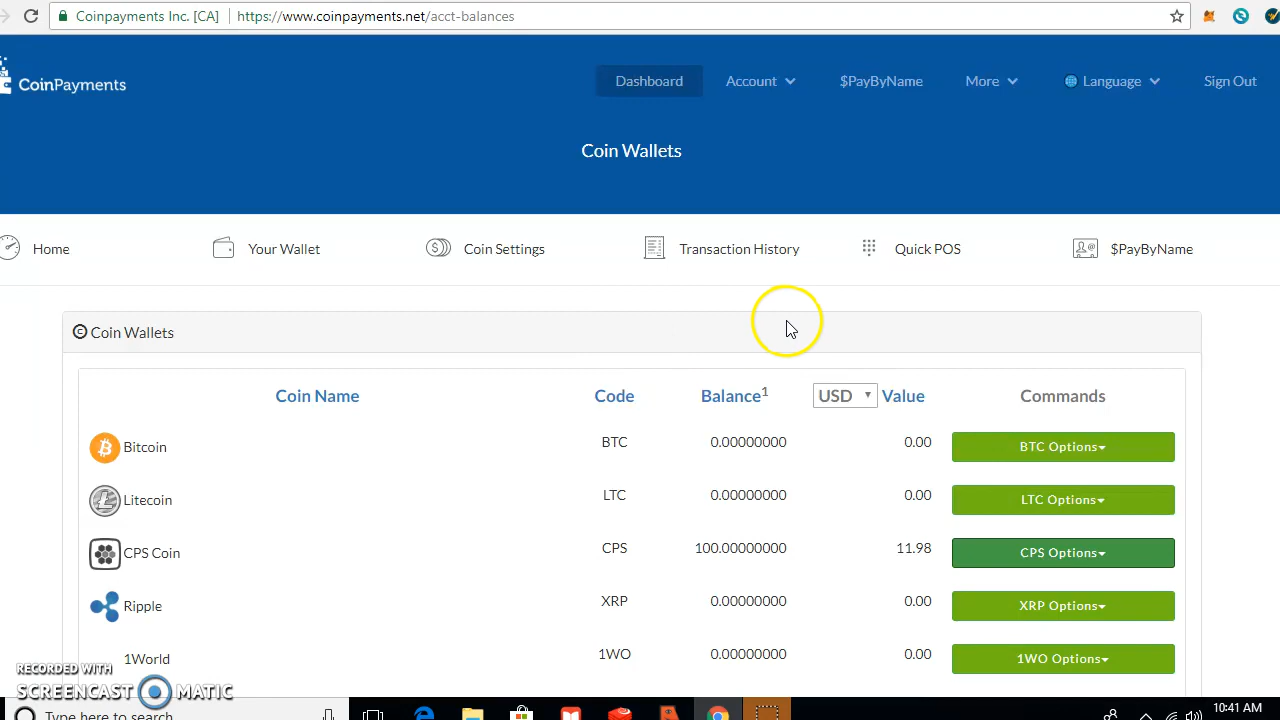 Coinpayments Inc. [CA] https://www.coinpayments.net/acct-balances
CoinPayments Dashboard Account $PayByName More Language Sign Out
Coin Wallets
Home Your Wallet Coin Settings Transaction History Quick POS $PayByName
Coin Wallets
Coin Name Code Balance1 USD Value Commands
Bitcoin BTC 0.00000000 0.00 BTC Options
Litecoin LTC 0.00000000 0.00 LTC Options
CPS Coin CPS 100.00000000 11.98 CPS Options
Ripple XRP 0.00000000 0.00 XRP Options
1World 1WO 0.00000000 0.00 1WO Options
RECORDED WITH
SCREENCAST MATIC
Type here to search 10:41 AM